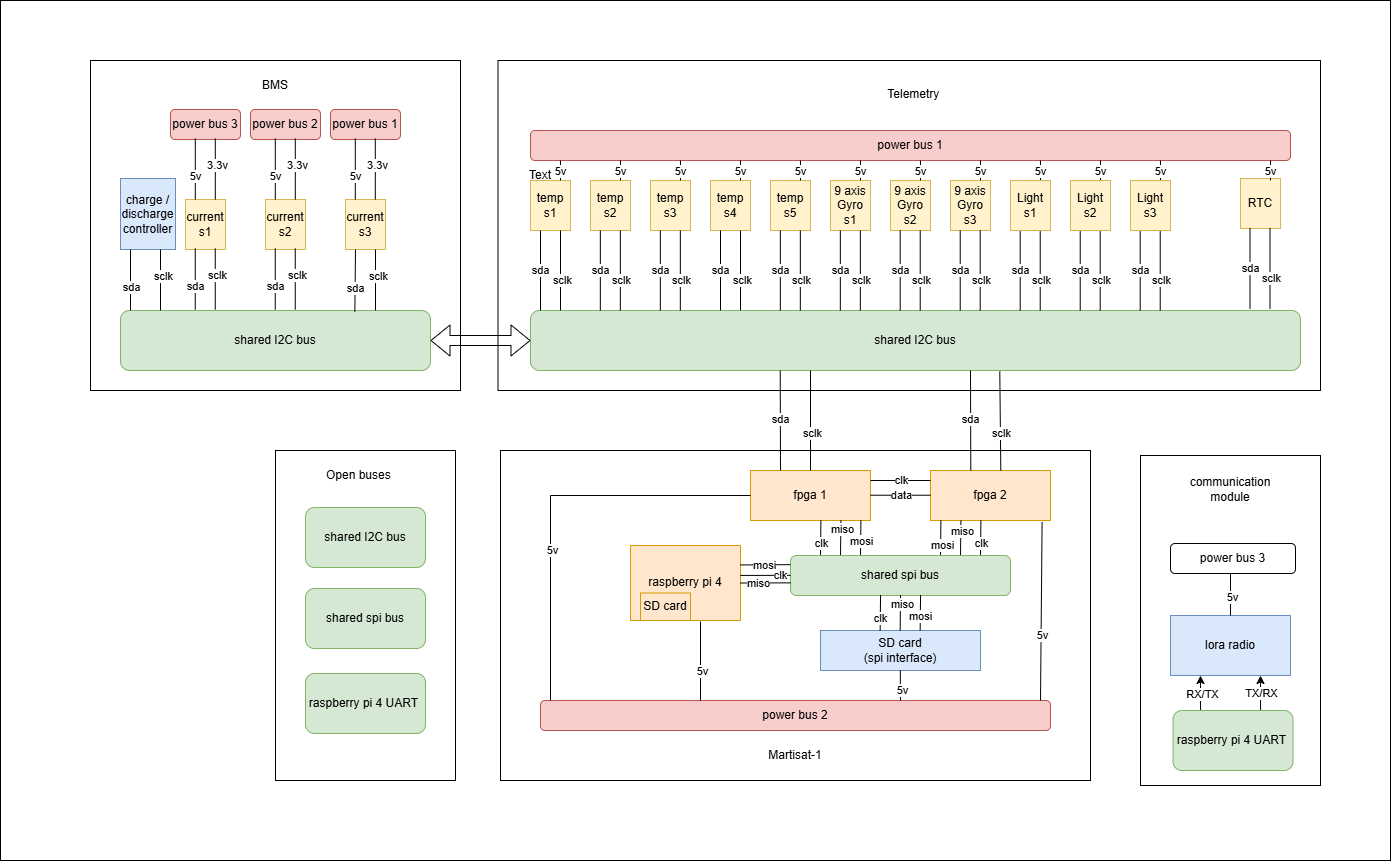 BMS
power bus 3
power bus 2
power bus 1
5v
3.3v
5v
3.3v
5v
3.3v
charge /
discharge
controller
current
s1
current
s2
current
s3
sda
sclk
sda
sclk
sda
sclk
sda
sclk
shared I2C bus
Telemetry
power bus 1
Text
5v
5v
5v
5v
5v
5v
5v
5v
5v
5v
5v
5v
temp
s1
temp
s2
temp
s3
temp
s4
temp
s5
9 axis
Gyro
s1
9 axis
Gyro
s2
9 axis
Gyro
s3
Light
s1
Light
s2
Light
s3
RTC
sda
sclk
sda
sclk
sda
sclk
sda
sclk
sda
sclk
sda
sclk
sda
sclk
sda
sclk
sda
sclk
sda
sclk
sda
sclk
sda
sclk
shared I2C bus
sda
sclk
sda
sclk
Open buses
shared I2C bus
shared spi bus
raspberry pi 4 UART
fpga 1
clk
data
fpga 2
5v
clk
miso
mosi
mosi
miso
clk
raspberry pi 4
SD card
mosi
clk
miso
shared spi bus
clk
miso
mosi
SD card
(spi interface)
5v
5v
5v
power bus 2
Martisat-1
communication
module
power bus 3
5v
lora radio
RX/TX
TX/RX
raspberry pi 4 UART